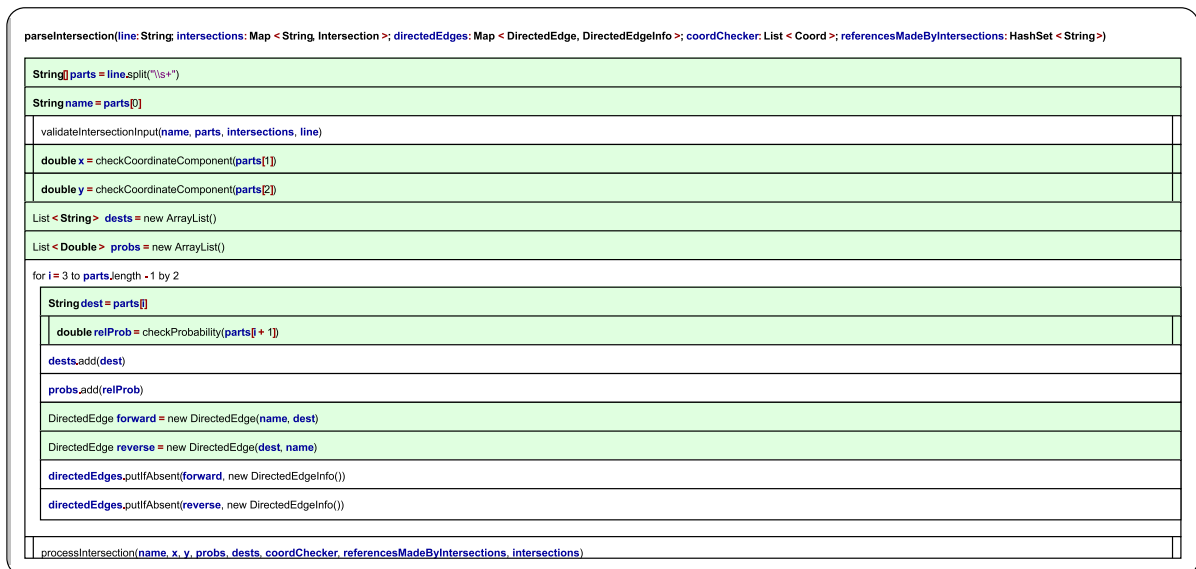 parseIntersection(line: String; intersections: Map < String, Intersection >; directedEdges: Map < DirectedEdge, DirectedEdgeInfo >; coordChecker: List < Coord >; referencesMadeByIntersections: HashSet < String >)
String[] parts = line.split("\\s+")
String name = parts[0]
validateIntersectionInput(name, parts, intersections, line)
double x = checkCoordinateComponent(parts[1])
double y = checkCoordinateComponent(parts[2])
List < String > dests = new ArrayList()
List < Double > probs = new ArrayList()
for i = 3 to parts.length - 1 by 2
String dest = parts[i]
double relProb = checkProbability(parts[i + 1])
dests.add(dest)
probs.add(relProb)
DirectedEdge forward = new DirectedEdge(name, dest)
DirectedEdge reverse = new DirectedEdge(dest, name)
directedEdges.putIfAbsent(forward, new DirectedEdgeInfo())
directedEdges.putIfAbsent(reverse, new DirectedEdgeInfo())
processIntersection(name, x, y, probs, dests, coordChecker, referencesMadeByIntersections, intersections)